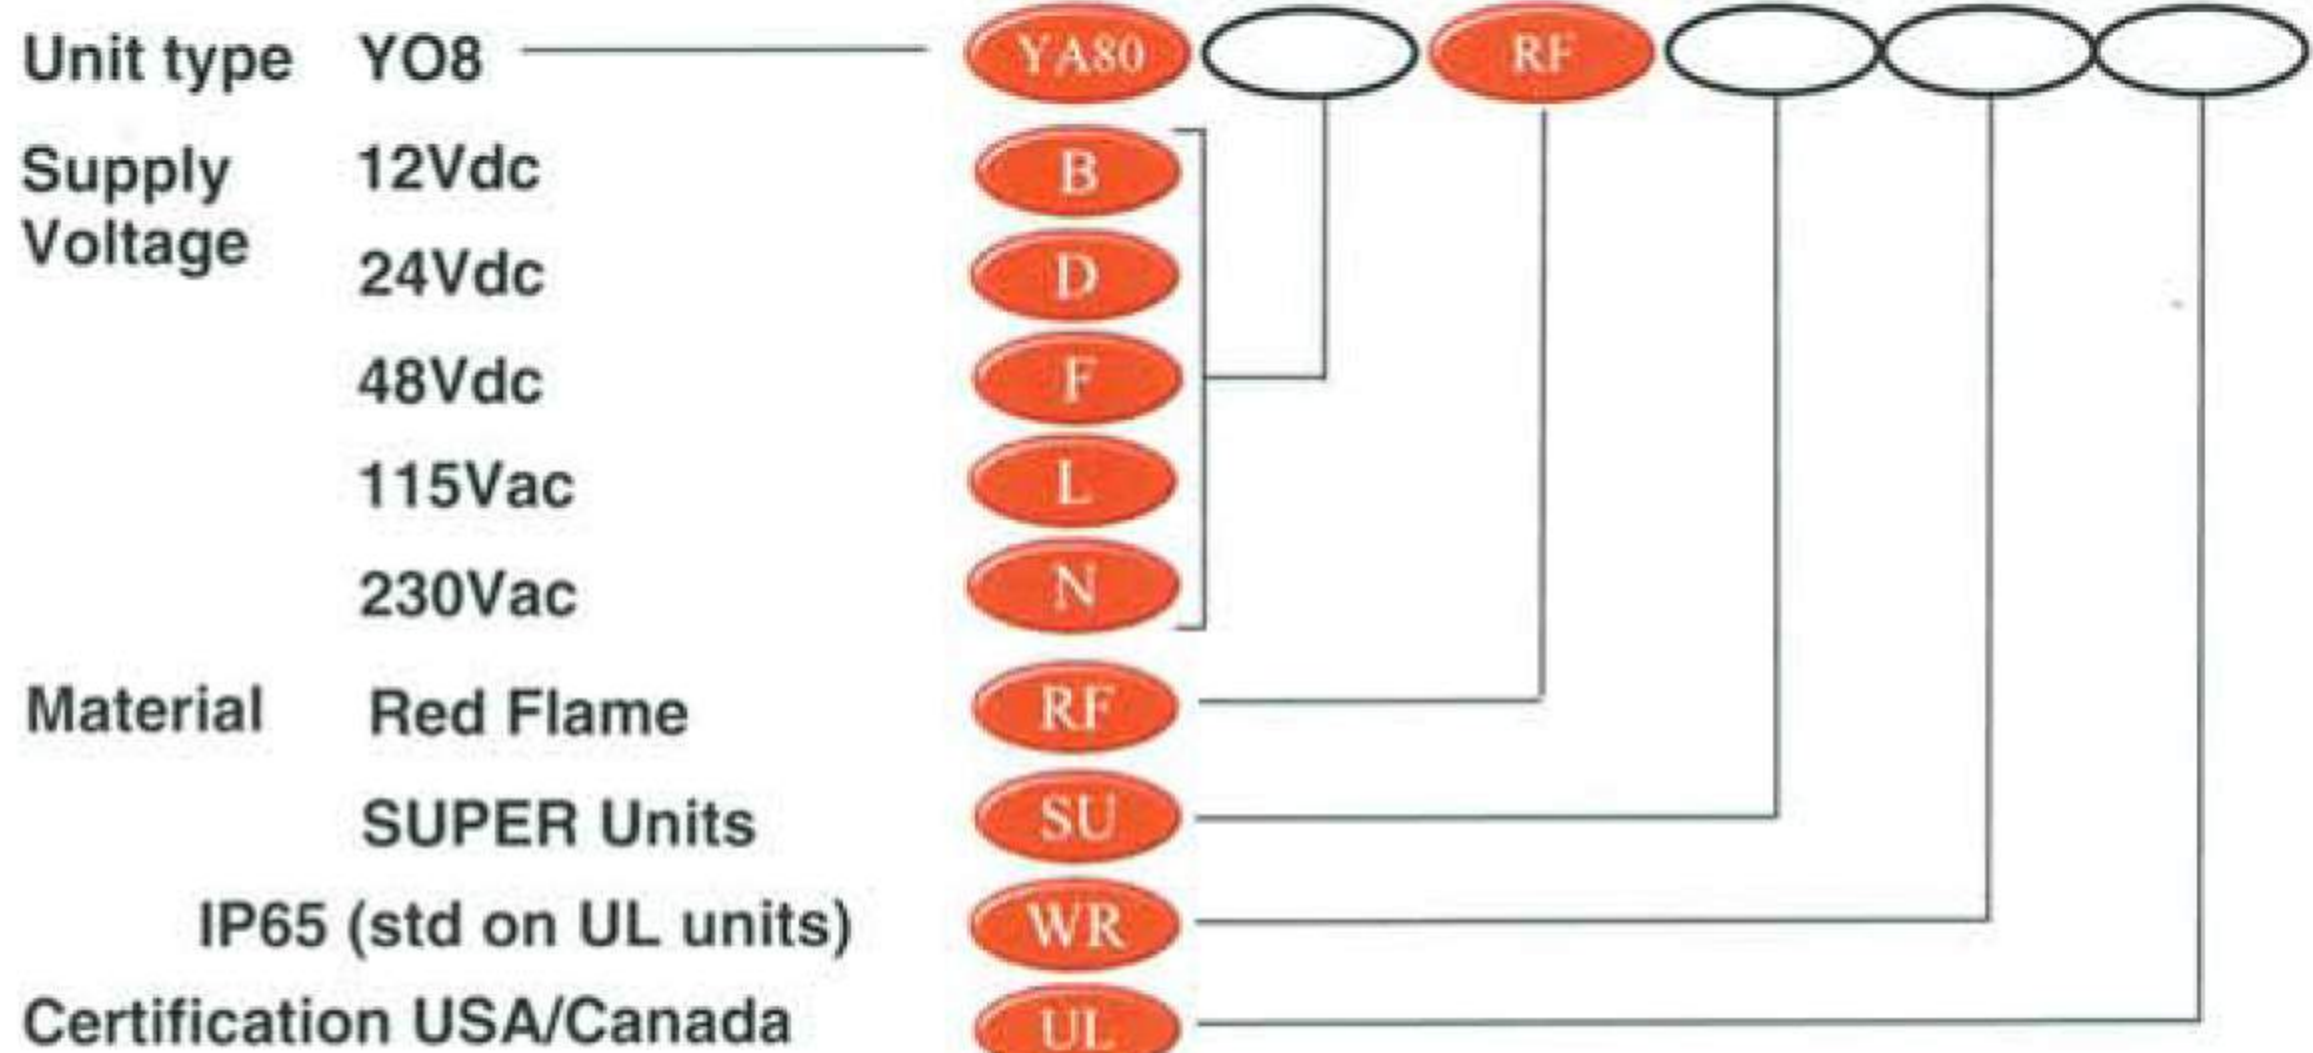 Unit type YO8 YA80 RF
Supply Voltage 12Vdc B
24Vdc D
48Vdc F
115Vac L
230Vac N
Material Red Flame RF
SUPER Units SU
IP65 (std on UL units) WR
Certification USA/Canada UL